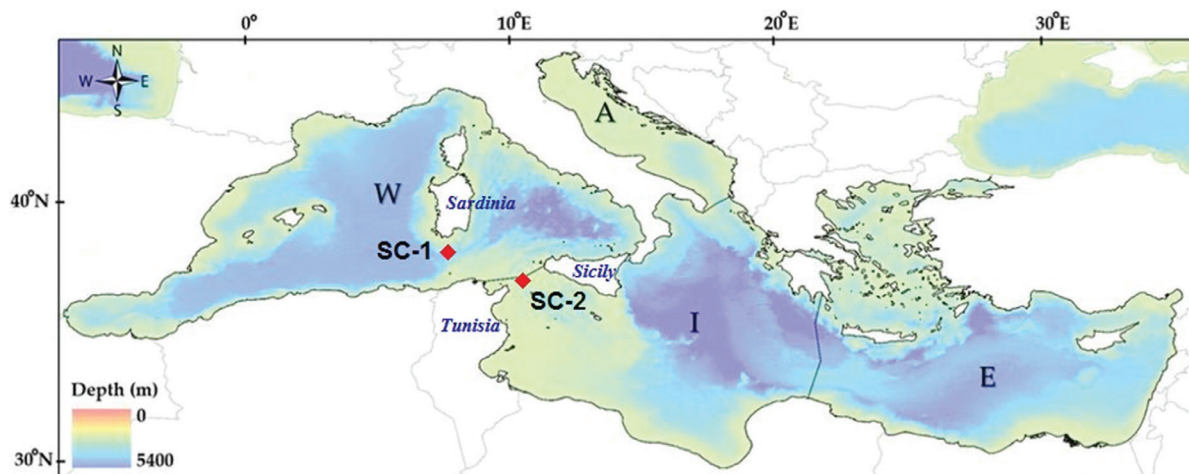 0° 10°E 20°E 30°E
N
W E
S
A
40°N
W
Sardinia
SC-1
Sicily
SC-2
Tunisia
I
E
Depth (m)
0
5400
30°N